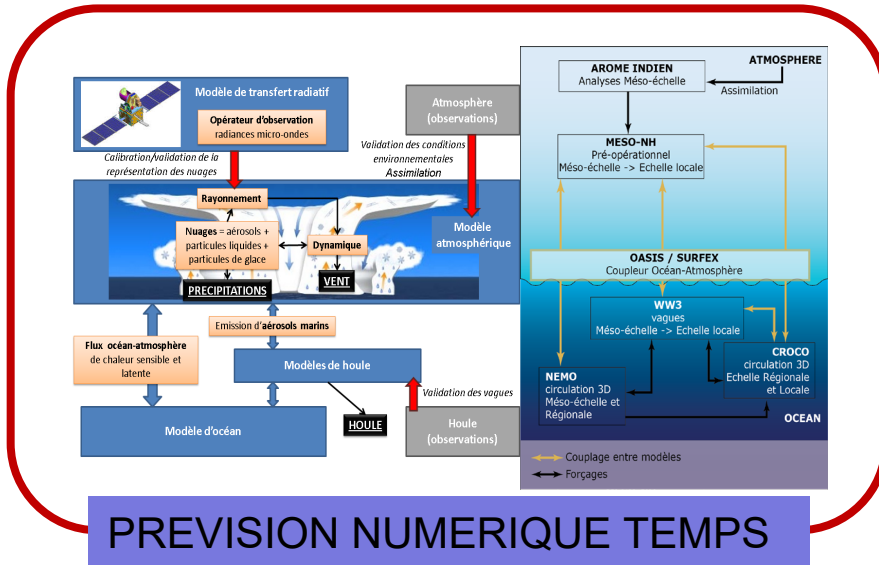 Modèle de transfert radiatif
Opérateur d'observation
radiances micro-ondes
Calibration/validation de la
représentation des nuages
Atmosphère
(observations)
Validation des conditions
environnementales
Assimilation
Rayonnement
Nuages = aérosols +
particules liquides +
particules de glace
Dynamique
Modèle
atmosphérique
PRECIPITATIONS
VENT
Flux océan-atmosphère
de chaleur sensible et
latente
Emission d'aérosols marins
Modèles de houle
Validation des vagues
HOULE
Houle
(observations)
Modèle d'océan
AROME INDIEN
Analyses Méso-échelle
ATMOSPHERE
Assimilation
MESO-NH
Pré-opérationnel
Méso-échelle -> Echelle locale
OASIS / SURFEX
Coupleur Océan-Atmosphère
WW3
vagues
Méso-échelle -> Echelle locale
NEMO
circulation 3D
Méso-échelle et
Régionale
CROCO
circulation 3D
Echelle Régionale
et Locale
OCEAN
Couplage entre modèles
Forçages
PREVISION NUMERIQUE TEMPS